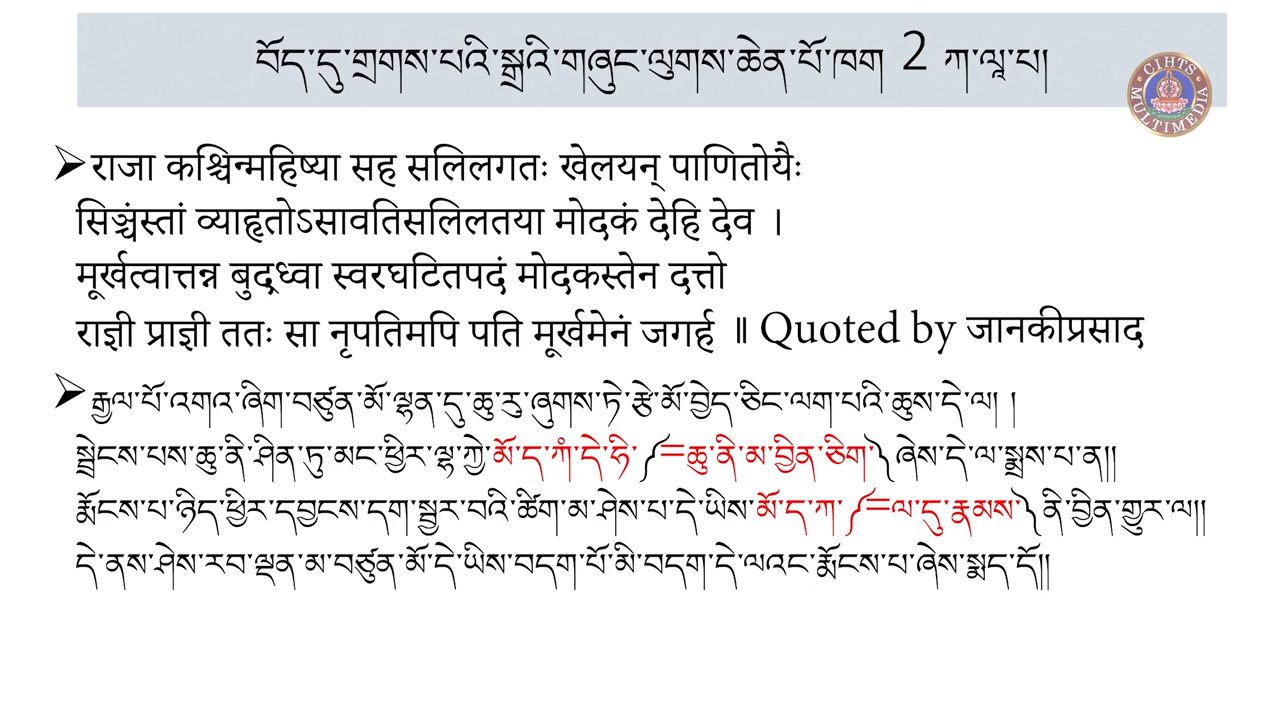 བོད་དུ་གྲགས་པའི་སྒྲའི་གཞུང་ལུགས་ཆེན་པོ་ཁག 2 ཀ་ལཱ་པ།
CIHTS MULTIMEDIA
➢राजा कश्चिन्महिष्या सह सलिलगतः खेलयन् पाणितोयैः
सिञ्चंस्तां व्याहृतोऽसावतिसलिलतया मोदकं देहि देव ।
मूर्खत्वात्तन्न बुद्ध्वा स्वरघटितपदं मोदकस्तेन दत्तो
राज्ञी प्राज्ञी ततः सा नृपतिमपि पति मूर्खमेनं जगर्ह ॥ Quoted by जानकीप्रसाद
➢རྒྱལ་པོ་འགའ་ཞིག་བཙུན་མོ་ལྷན་དུ་ཆུ་རུ་ཞུགས་ཏེ་རྩེ་མོ་བྱེད་ཅིང་ལག་པའི་ཆུས་དེ་ལ། །
སྦྲེངས་པས་ཆུ་ནི་ཤིན་ཏུ་མང་ཕྱིར་ལྷ་ཀྱེ་མོ་ད་ཀཾ་དེ་ཧི་༼=ཆུ་ནི་མ་བྱིན་ཅིག་༽ཞེས་དེ་ལ་སྨྲས་པ་ན།།
རྨོངས་པ་ཉིད་ཕྱིར་དབྱངས་དག་སྦྱར་བའི་ཚིག་མ་ཤེས་པ་དེ་ཡིས་མོ་ད་ཀ་༼=ལ་དུ་རྣམས་༽ནི་བྱིན་གྱུར་ལ།།
དེ་ནས་ཤེས་རབ་ལྡན་མ་བཙུན་མོ་དེ་ཡིས་བདག་པོ་མི་བདག་དེ་ལའང་རྨོངས་པ་ཞེས་སྨད་དོ།།